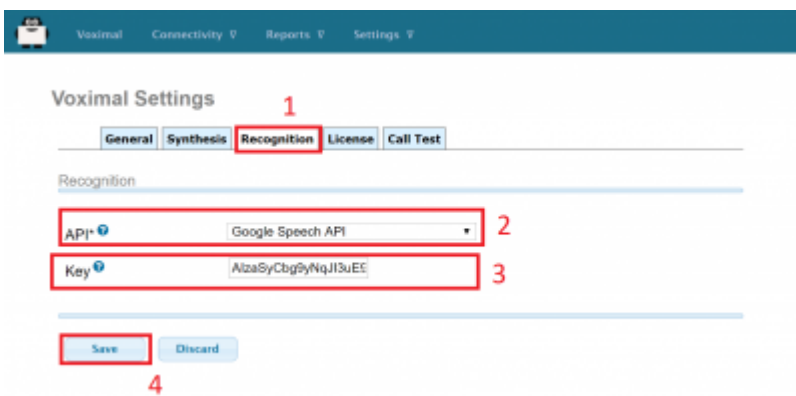 Voximal Connectivity ∇ Reports ∇ Settings ∇
Voximal Settings
1
General Synthesis Recognition License Call Test
Recognition
API* ? Google Speech API ▼ 2
Key ? 3
Save Discard
4